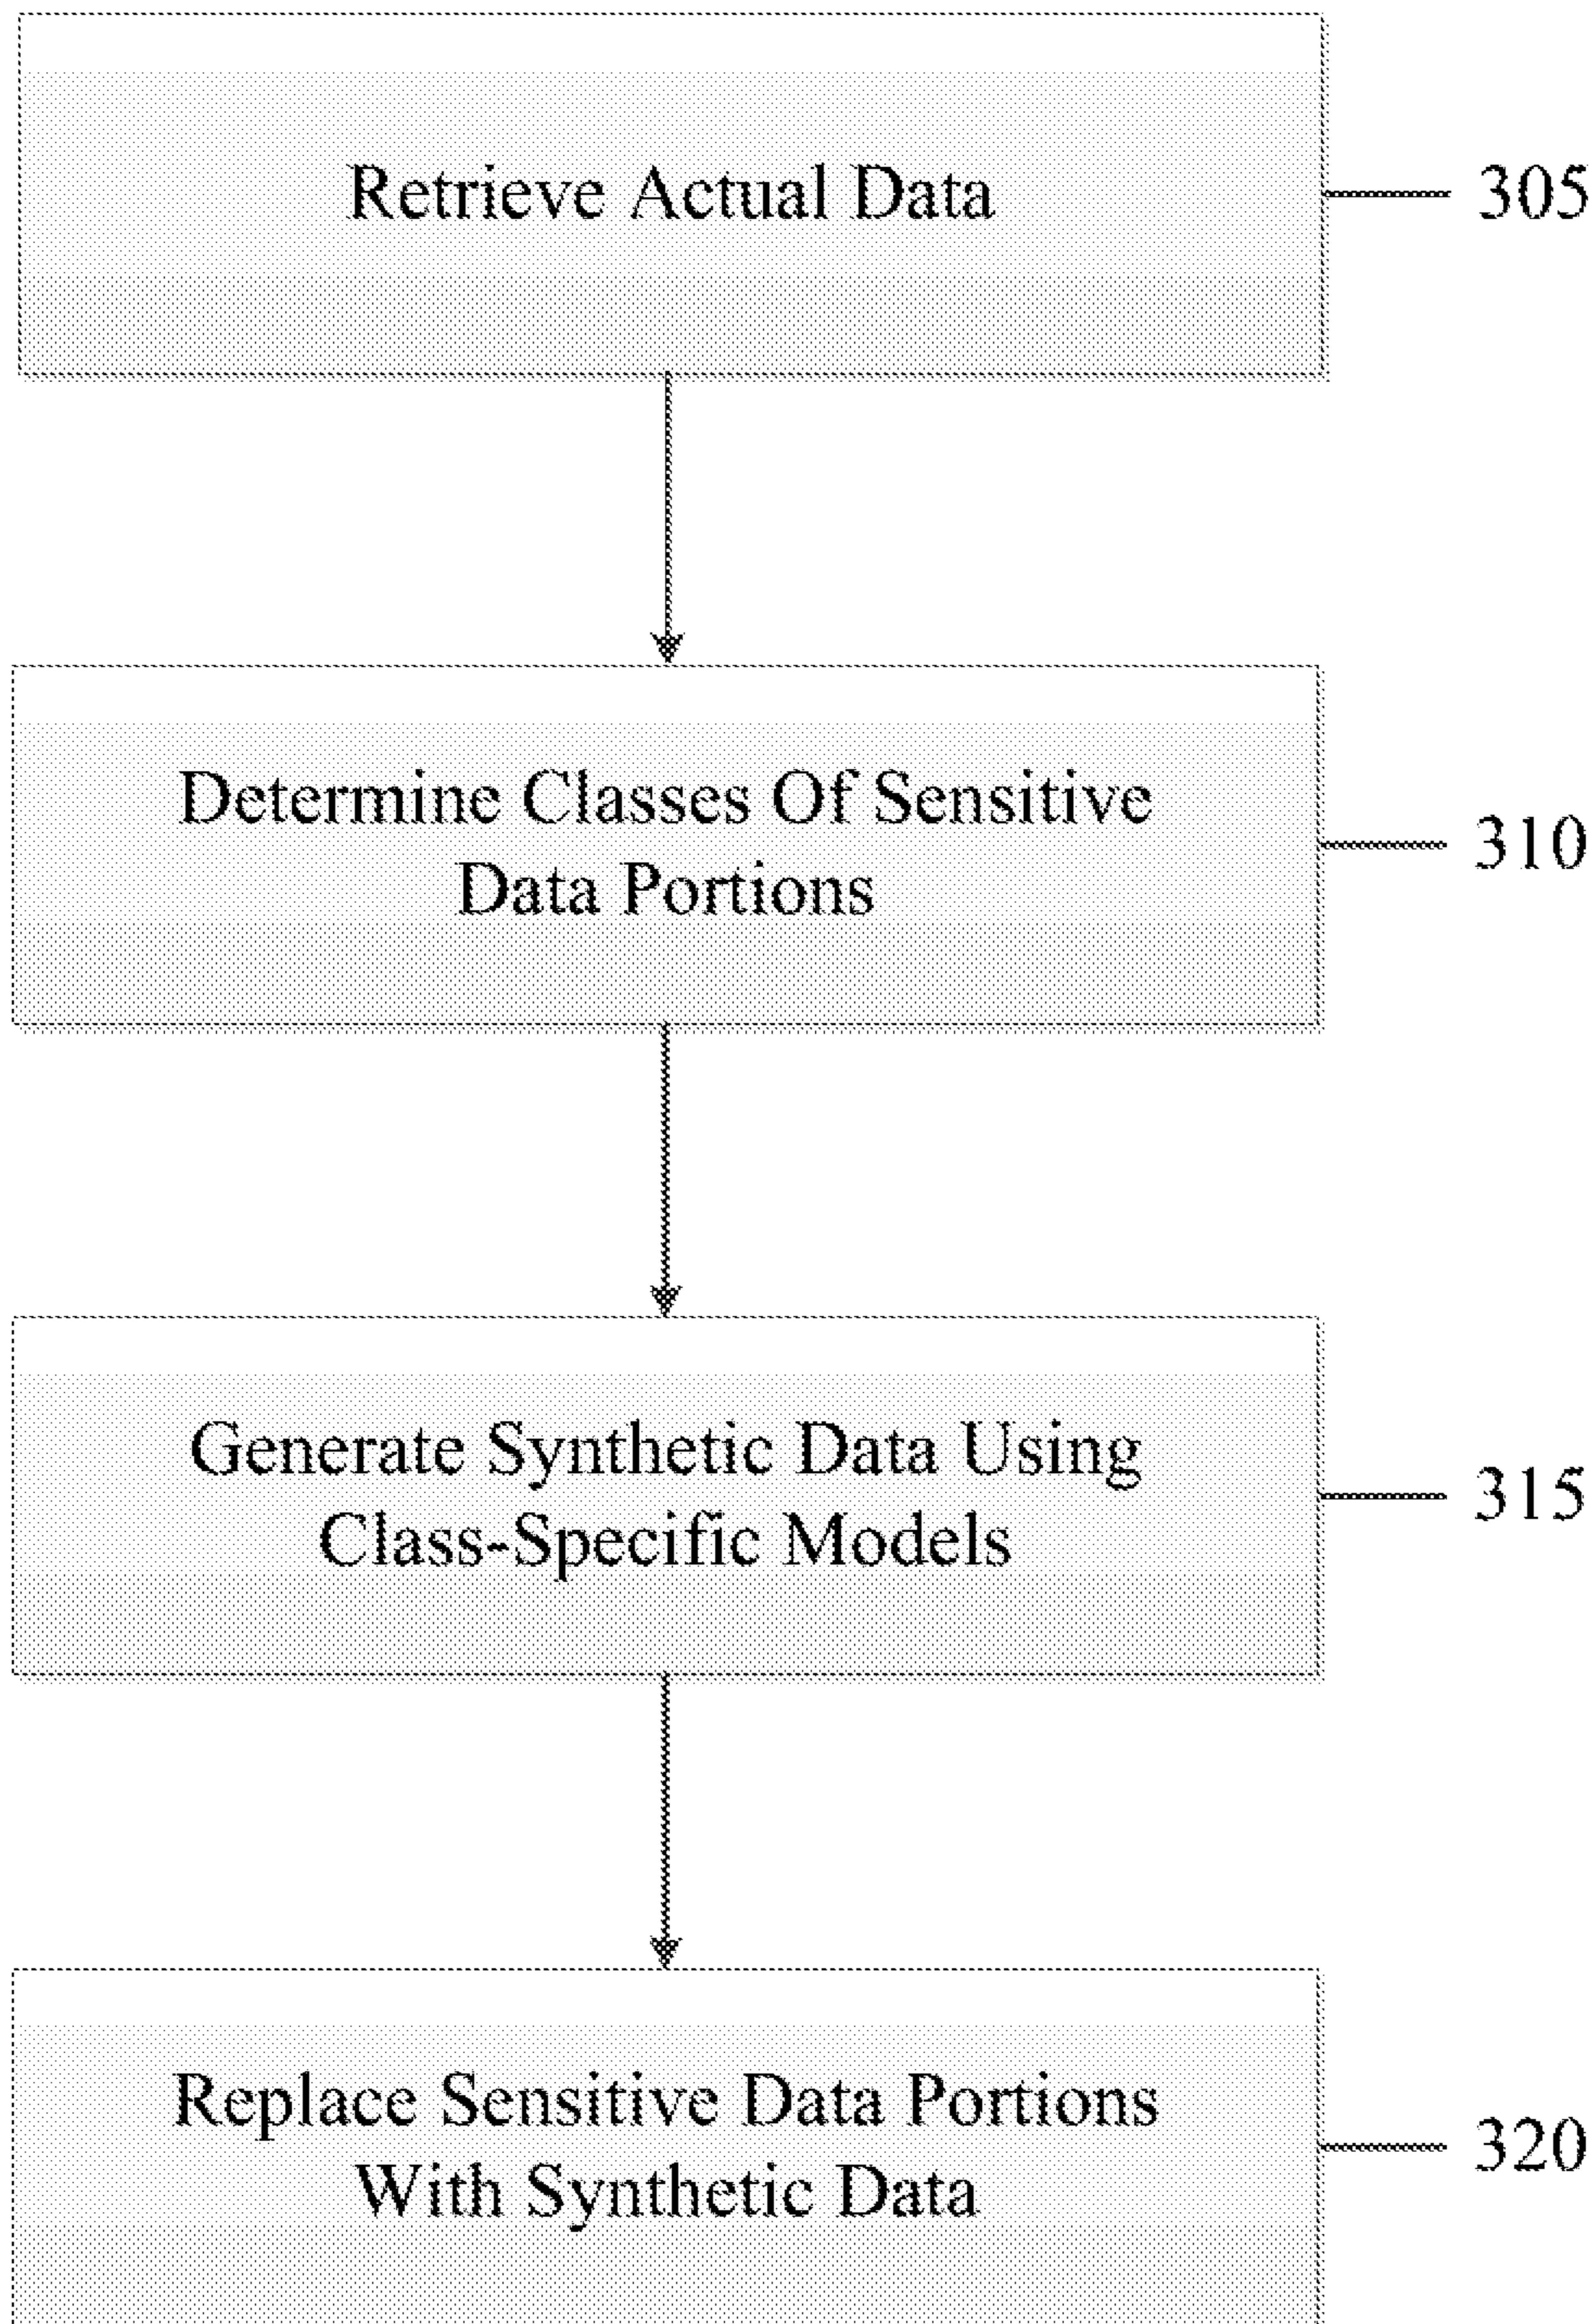 Retrieve Actual Data
305
Determine Classes Of Sensitive
Data Portions
310
Generate Synthetic Data Using
Class-Specific Models
315
Replace Sensitive Data Portions
With Synthetic Data
320